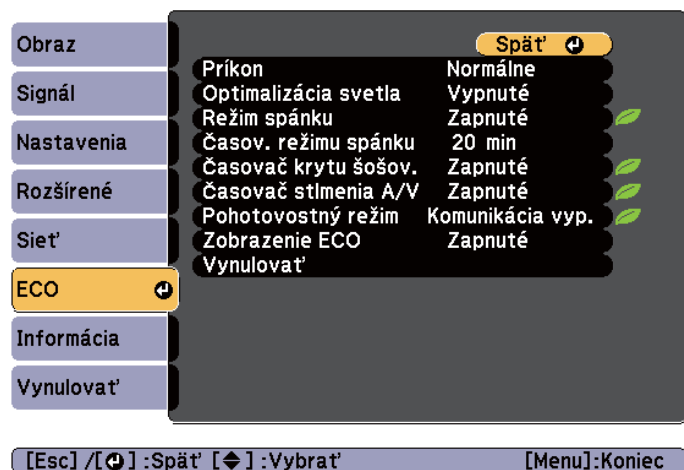 Obraz
Signál
Nastavenia
Rozšírené
Sieť
ECO
Informácia
Vynulovať
Späť
Príkon Normálne
Optimalizácia svetla Vypnuté
Režim spánku Zapnuté
Časov. režimu spánku 20 min
Časovač krytu šošov. Zapnuté
Časovač stlmenia A/V Zapnuté
Pohotovostný režim Komunikácia vyp.
Zobrazenie ECO Zapnuté
Vynulovať
[Esc] /[⏎] :Späť [◆] :Vybrať [Menu]:Koniec